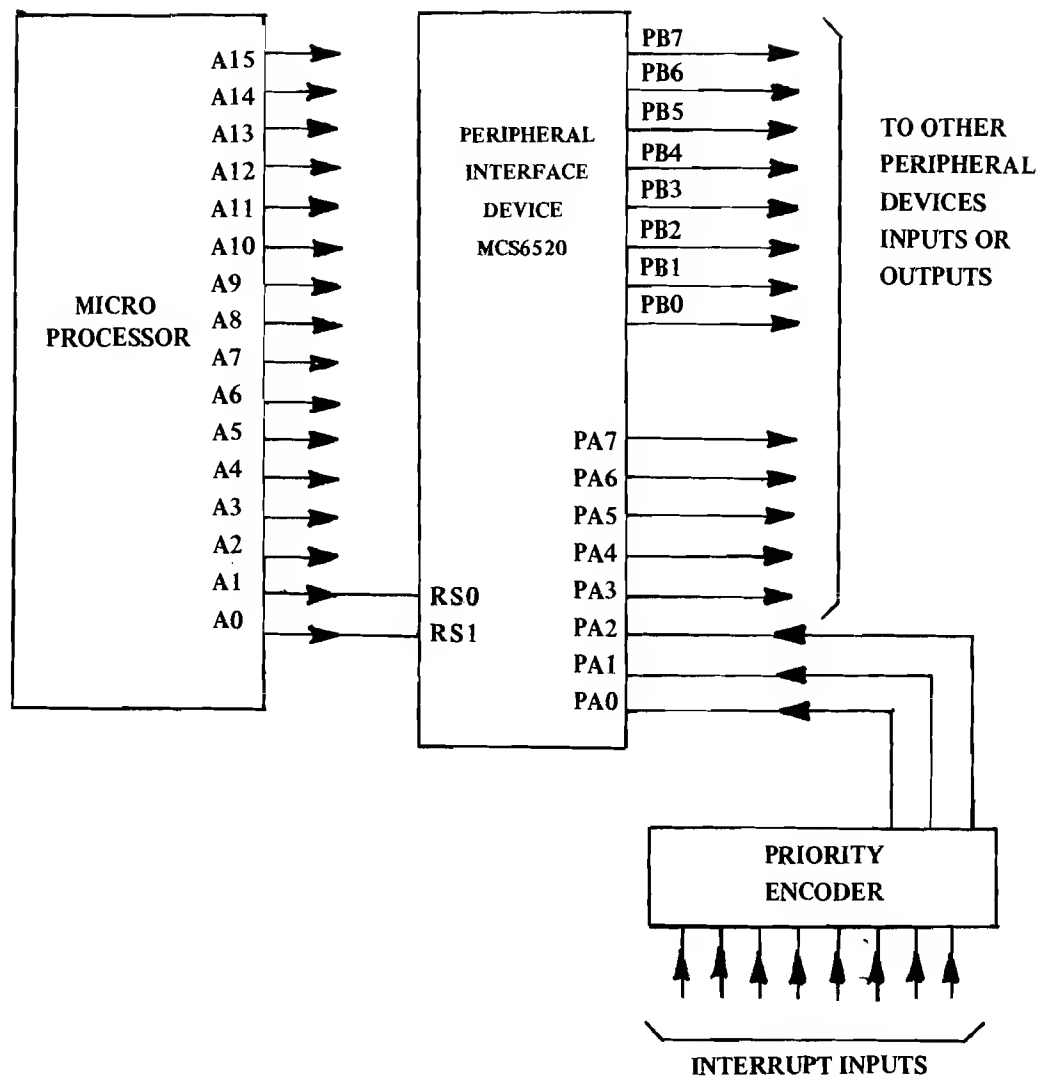 MICRO
PROCESSOR
A15
A14
A13
A12
A11
A10
A9
A8
A7
A6
A5
A4
A3
A2
A1
A0
PERIPHERAL
INTERFACE
DEVICE
MCS6520
RS0
RS1
PB7
PB6
PB5
PB4
PB3
PB2
PB1
PB0
PA7
PA6
PA5
PA4
PA3
PA2
PA1
PA0
TO OTHER
PERIPHERAL
DEVICES
INPUTS OR
OUTPUTS
PRIORITY
ENCODER
INTERRUPT INPUTS